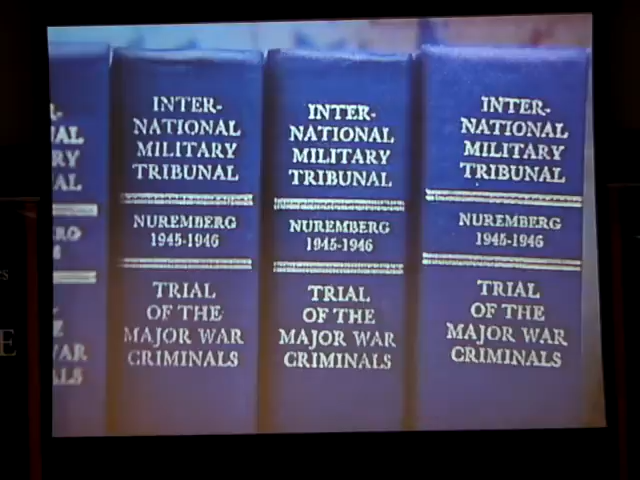 INTER-
NATIONAL
MILITARY
TRIBUNAL
NUREMBERG
1945-1946
TRIAL
OF THE
MAJOR WAR
CRIMINALS
INTER-
NATIONAL
MILITARY
TRIBUNAL
NUREMBERG
1945-1946
TRIAL
OF THE
MAJOR WAR
CRIMINALS
INTER-
NATIONAL
MILITARY
TRIBUNAL
NUREMBERG
1945-1946
TRIAL
OF THE
MAJOR WAR
CRIMINALS